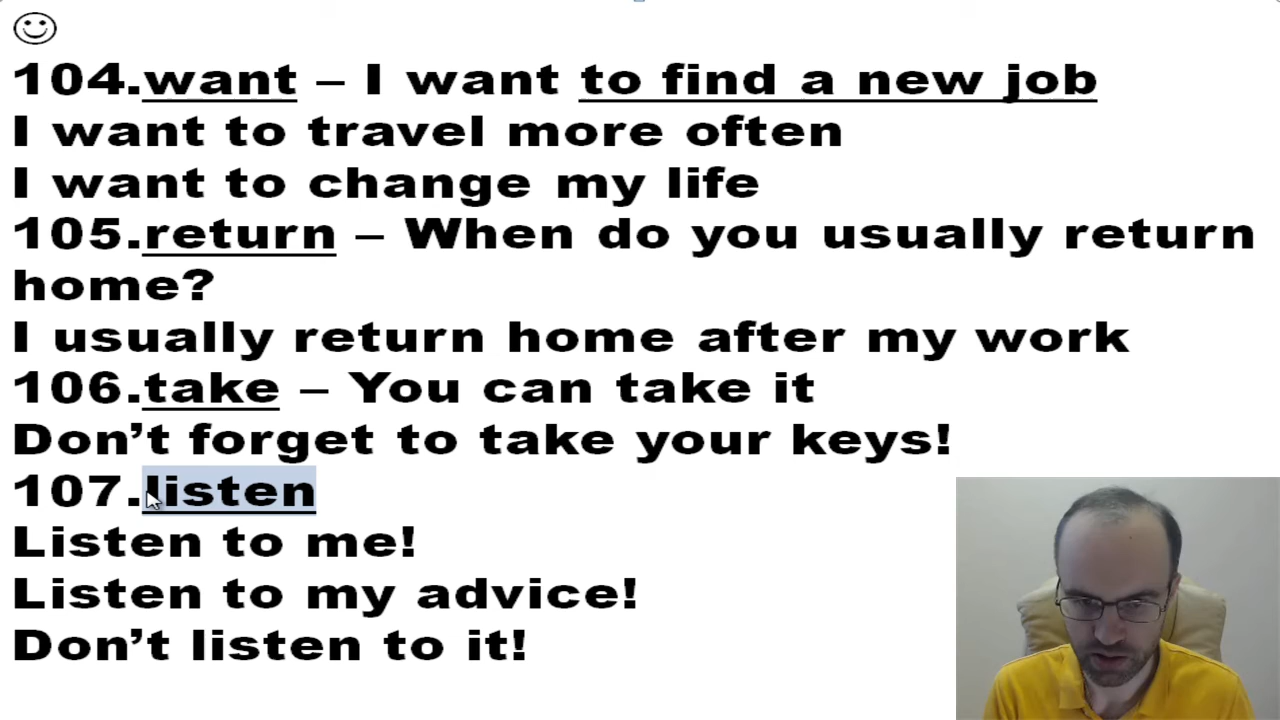 104.want – I want to find a new job
I want to travel more often
I want to change my life
105.return – When do you usually return
home?
I usually return home after my work
106.take – You can take it
Don’t forget to take your keys!
107.listen
Listen to me!
Listen to my advice!
Don’t listen to it!